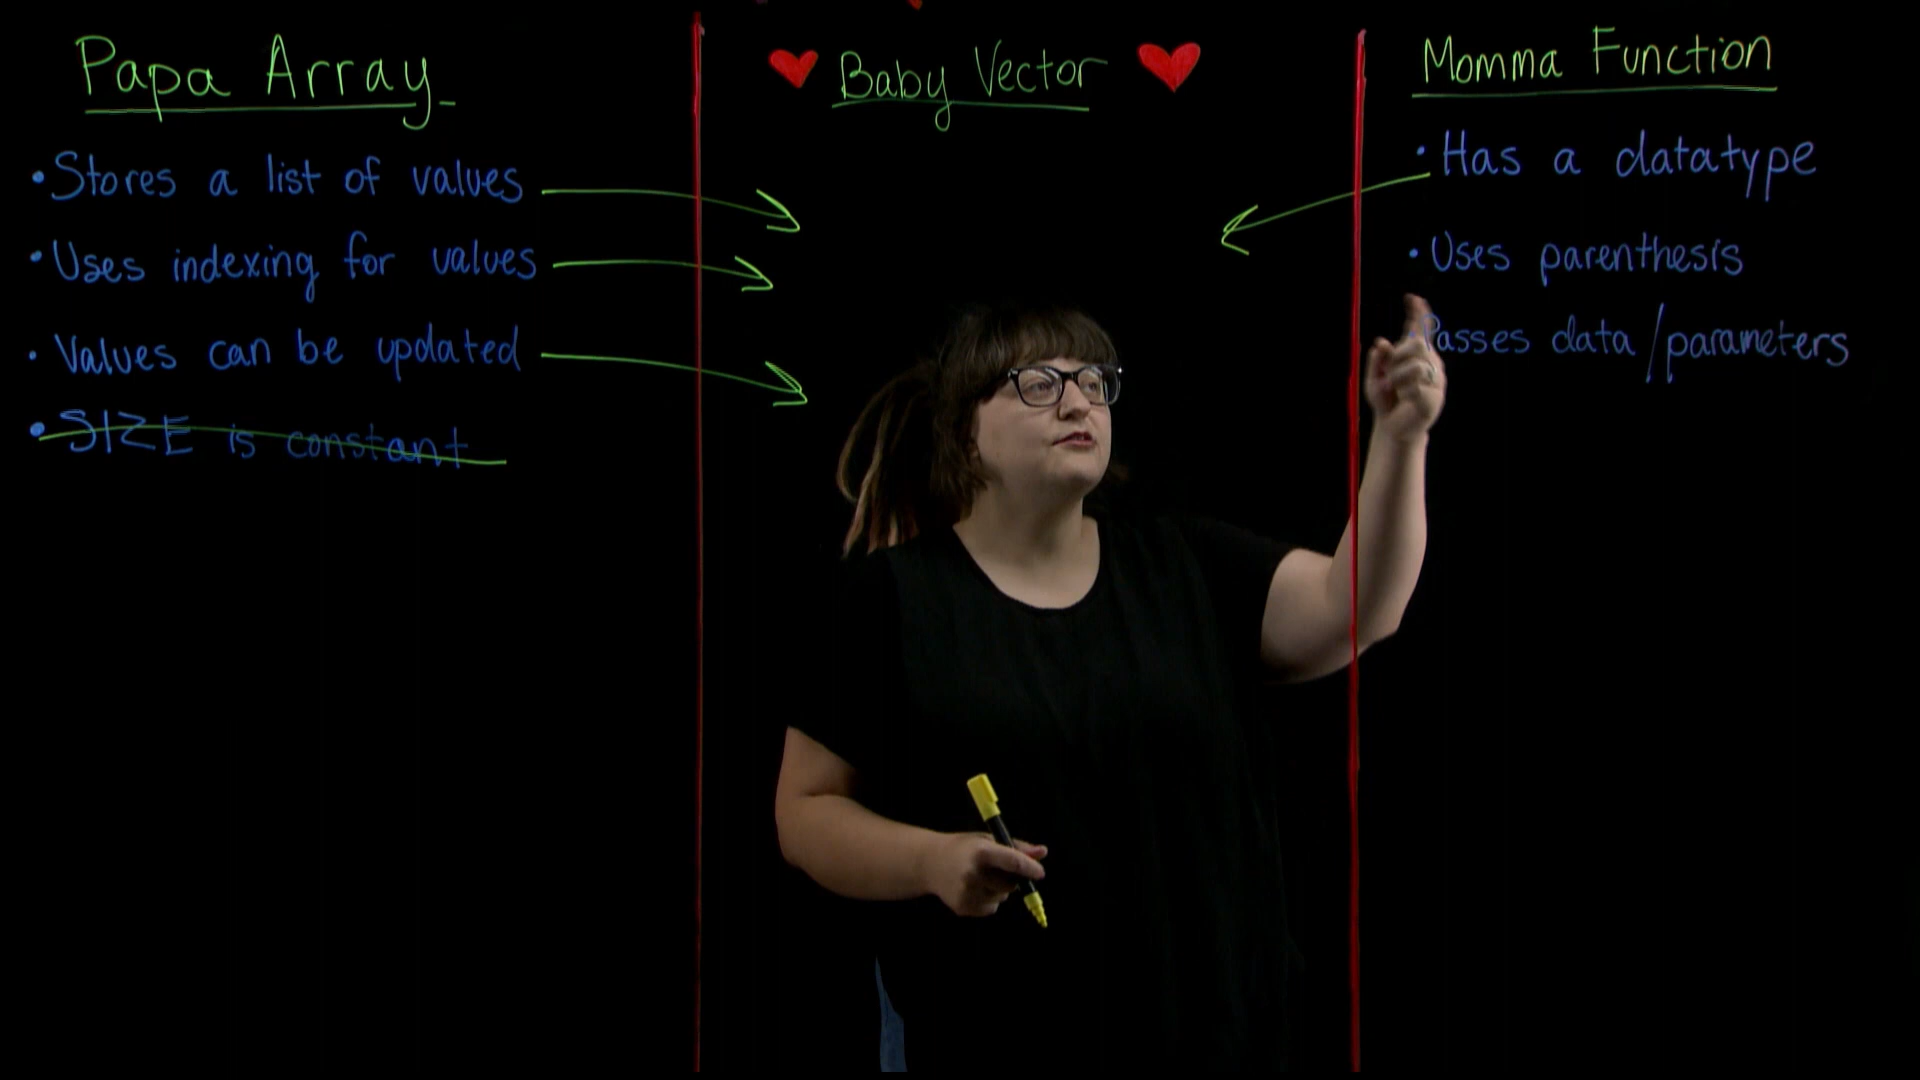 Papa Array
• Stores a list of values
• Uses indexing for values
• Values can be updated
• SIZE is constant
Baby Vector
Momma Function
• Has a datatype
• Uses parenthesis
Passes data/parameters